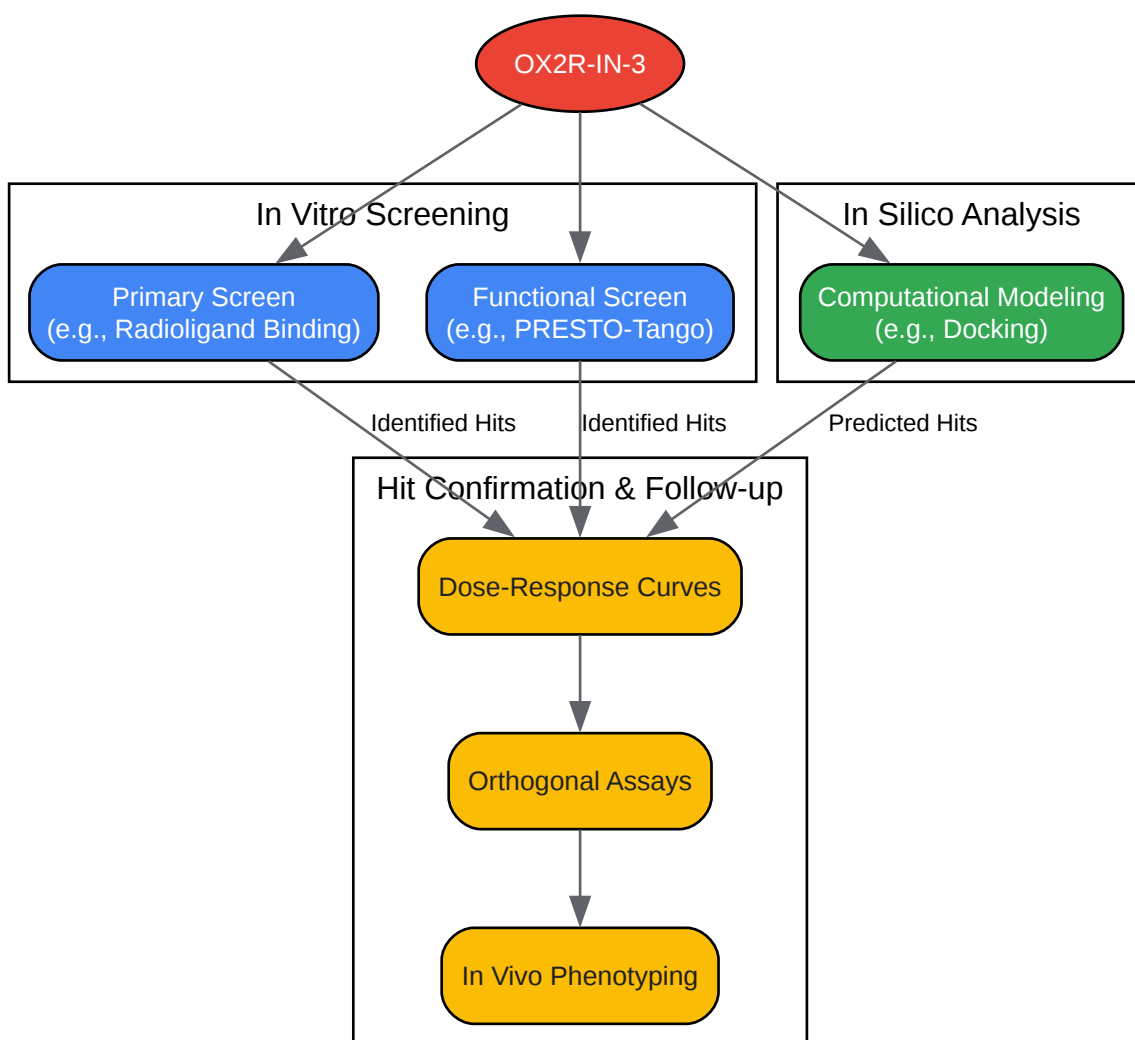 OX2R-IN-3
In Vitro Screening
In Silico Analysis
Primary Screen
(e.g., Radioligand Binding)
Functional Screen
(e.g., PRESTO-Tango)
Computational Modeling
(e.g., Docking)
Identified Hits
Identified Hits
Predicted Hits
Hit Confirmation & Follow-up
Dose-Response Curves
Orthogonal Assays
In Vivo Phenotyping